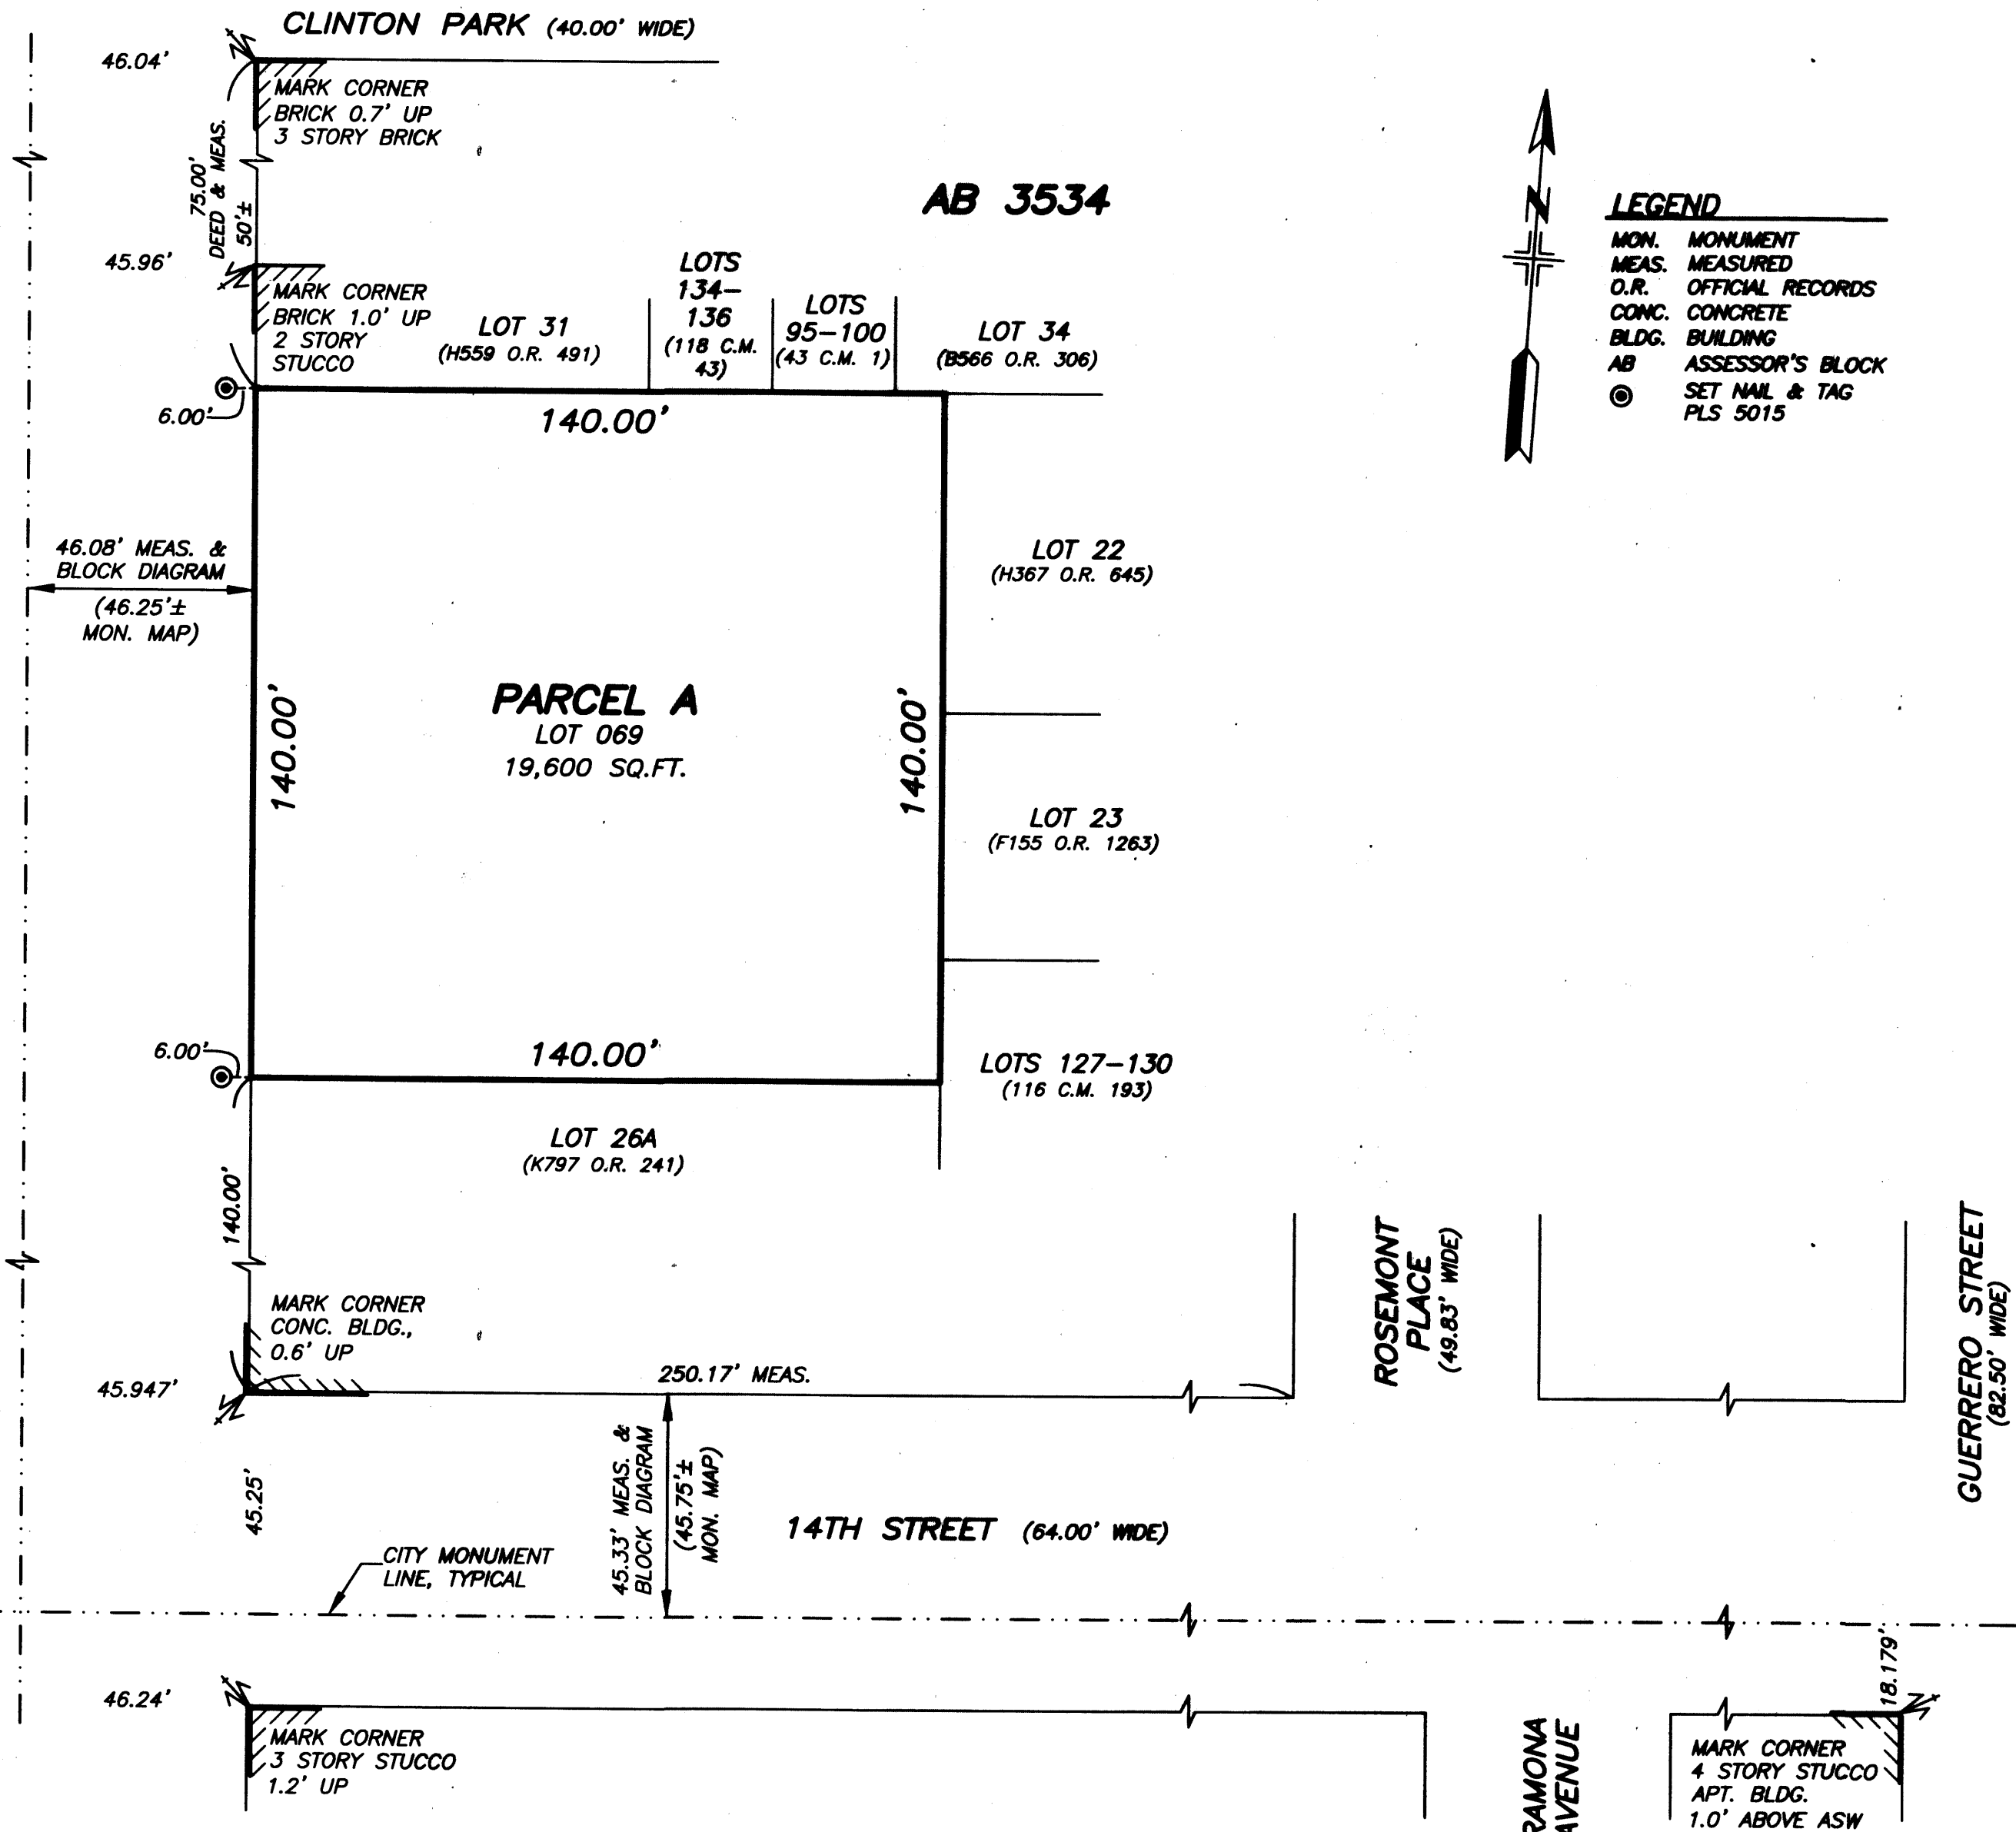 CLINTON PARK (40.00' WIDE)
46.04'
MARK CORNER
BRICK 0.7' UP
3 STORY BRICK
75.00'
DEED & MEAS.
50'±
AB 3534
N
LEGEND
MON. MONUMENT
MEAS. MEASURED
O.R. OFFICIAL RECORDS
CONC. CONCRETE
BLDG. BUILDING
AB ASSESSOR'S BLOCK
SET NAIL & TAG
PLS 5015
45.96'
MARK CORNER
BRICK 1.0' UP
2 STORY
STUCCO
LOT 31
(H559 O.R. 491)
LOTS
134-
136
(118 C.M.
43)
LOTS
95-100
(43 C.M. 1)
LOT 34
(B566 O.R. 306)
6.00'
140.00'
46.08' MEAS. &
BLOCK DIAGRAM
(46.25'±
MON. MAP)
LOT 22
(H367 O.R. 645)
140.00'
PARCEL A
LOT 069
19,600 SQ.FT.
140.00'
LOT 23
(F155 O.R. 1263)
6.00'
140.00'
LOTS 127-130
(116 C.M. 193)
LOT 26A
(K797 O.R. 241)
140.00'
MARK CORNER
CONC. BLDG.,
0.6' UP
45.947'
250.17' MEAS.
ROSEMONT
PLACE
(49.83' WIDE)
GUERRERO STREET
(82.50' WIDE)
45.25'
45.33' MEAS. &
BLOCK DIAGRAM
(45.75'±
MON. MAP)
14TH STREET (64.00' WIDE)
CITY MONUMENT
LINE, TYPICAL
46.24'
MARK CORNER
3 STORY STUCCO
1.2' UP
RAMONA
AVENUE
18.179'
MARK CORNER
4 STORY STUCCO
APT. BLDG.
1.0' ABOVE ASW